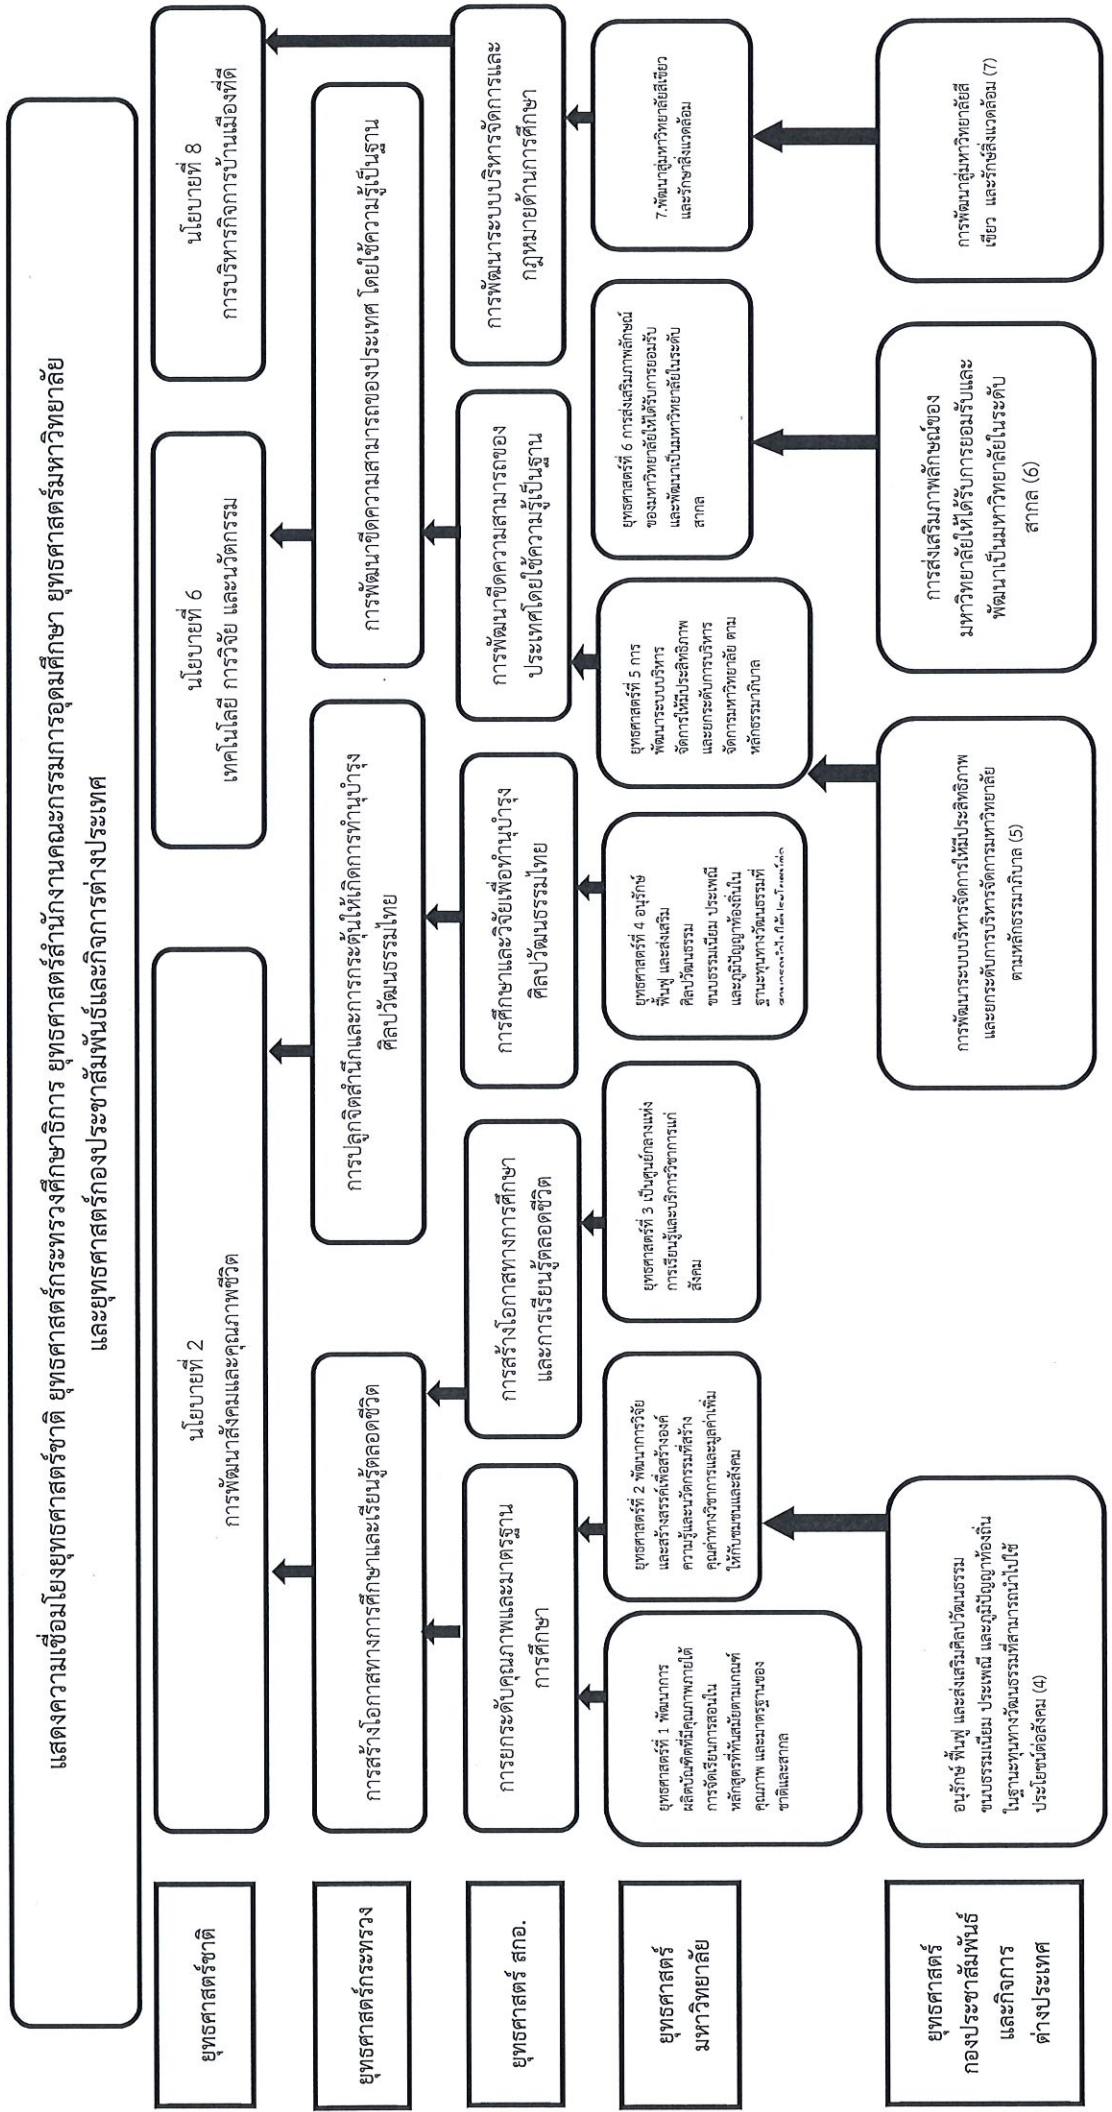 แสดงความเชื่อมโยงยุทธศาสตร์ชาติ ยุทธศาสตร์กระทรวงศึกษาธิการ ยุทธศาสตร์สำนักงานคณะกรรมการอุดมศึกษา ยุทธศาสตร์มหาวิทยาลัย
และยุทธศาสตร์กองประชาสัมพันธ์และกิจการต่างประเทศ
ยุทธศาสตร์ชาติ
นโยบายที่ 2
การพัฒนาสังคมและคุณภาพชีวิต
นโยบายที่ 6
เทคโนโลยี การวิจัย และนวัตกรรม
นโยบายที่ 8
การบริหารกิจการบ้านเมืองที่ดี
ยุทธศาสตร์กระทรวง
การสร้างโอกาสทางการศึกษาและเรียนรู้ตลอดชีวิต
การปลูกจิตสำนึกและการกระตุ้นให้เกิดการทำนุบำรุง
ศิลปวัฒนธรรมไทย
การพัฒนาขีดความสามารถของประเทศ โดยใช้ความรู้เป็นฐาน
ยุทธศาสตร์ สกอ.
การยกระดับคุณภาพและมาตรฐาน
การศึกษา
การสร้างโอกาสทางการศึกษา
และการเรียนรู้ตลอดชีวิต
การศึกษาและวิจัยเพื่อทำนุบำรุง
ศิลปวัฒนธรรมไทย
การพัฒนาขีดความสามารถของ
ประเทศโดยใช้ความรู้เป็นฐาน
การพัฒนาระบบบริหารจัดการและ
กฎหมายด้านการศึกษา
ยุทธศาสตร์
มหาวิทยาลัย
ยุทธศาสตร์ที่ 1 พัฒนาการ
ผลิตบัณฑิตที่มีคุณภาพภายใต้
การจัดเรียนการสอนใน
หลักสูตรที่ทันสมัยตามเกณฑ์
คุณภาพ และมาตรฐานของ
ชาติและสากล
ยุทธศาสตร์ที่ 2 พัฒนาการวิจัย
และสร้างสรรค์เพื่อสร้างองค์
ความรู้และนวัตกรรมที่สร้าง
คุณค่าทางวิชาการและมูลค่าเพิ่ม
ให้กับชุมชนและสังคม
ยุทธศาสตร์ที่ 3 เป็นศูนย์กลางแห่ง
การเรียนรู้และบริการวิชาการแก่
สังคม
ยุทธศาสตร์ที่ 4 อนุรักษ์
ฟื้นฟู และส่งเสริม
ศิลปวัฒนธรรม
ขนบธรรมเนียม ประเพณี
และภูมิปัญญาท้องถิ่นใน
ฐานะทุนทางวัฒนธรรมที่
ยุทธศาสตร์ที่ 5 การ
พัฒนาระบบบริหาร
จัดการให้มีประสิทธิภาพ
และยกระดับการบริหาร
จัดการมหาวิทยาลัย ตาม
หลักธรรมาภิบาล
ยุทธศาสตร์ที่ 6 การส่งเสริมภาพลักษณ์
ของมหาวิทยาลัยให้ได้รับการยอมรับ
และพัฒนาเป็นมหาวิทยาลัยในระดับ
สากล
7.พัฒนาสู่มหาวิทยาลัยสีเขียว
และรักษาสิ่งแวดล้อม
ยุทธศาสตร์
กองประชาสัมพันธ์
และกิจการ
ต่างประเทศ
อนุรักษ์ ฟื้นฟู และส่งเสริมศิลปวัฒนธรรม
ขนบธรรมเนียม ประเพณี และภูมิปัญญาท้องถิ่น
ในฐานะทุนทางวัฒนธรรมที่สามารถนำไปใช้
ประโยชน์ต่อสังคม (4)
การพัฒนาระบบบริหารจัดการให้มีประสิทธิภาพ
และยกระดับการบริหารจัดการมหาวิทยาลัย
ตามหลักธรรมาภิบาล (5)
การส่งเสริมภาพลักษณ์ของ
มหาวิทยาลัยให้ได้รับการยอมรับและ
พัฒนาเป็นมหาวิทยาลัยในระดับ
สากล (6)
การพัฒนาสู่มหาวิทยาลัยสี
เขียว และรักษ์สิ่งแวดล้อม (7)